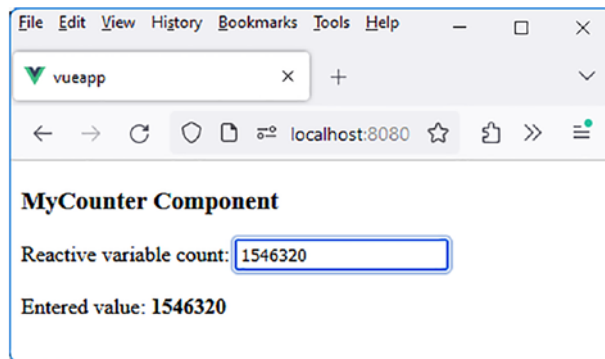 File Edit View History Bookmarks Tools Help
vueapp
localhost:8080
MyCounter Component
Reactive variable count: 1546320
Entered value: 1546320